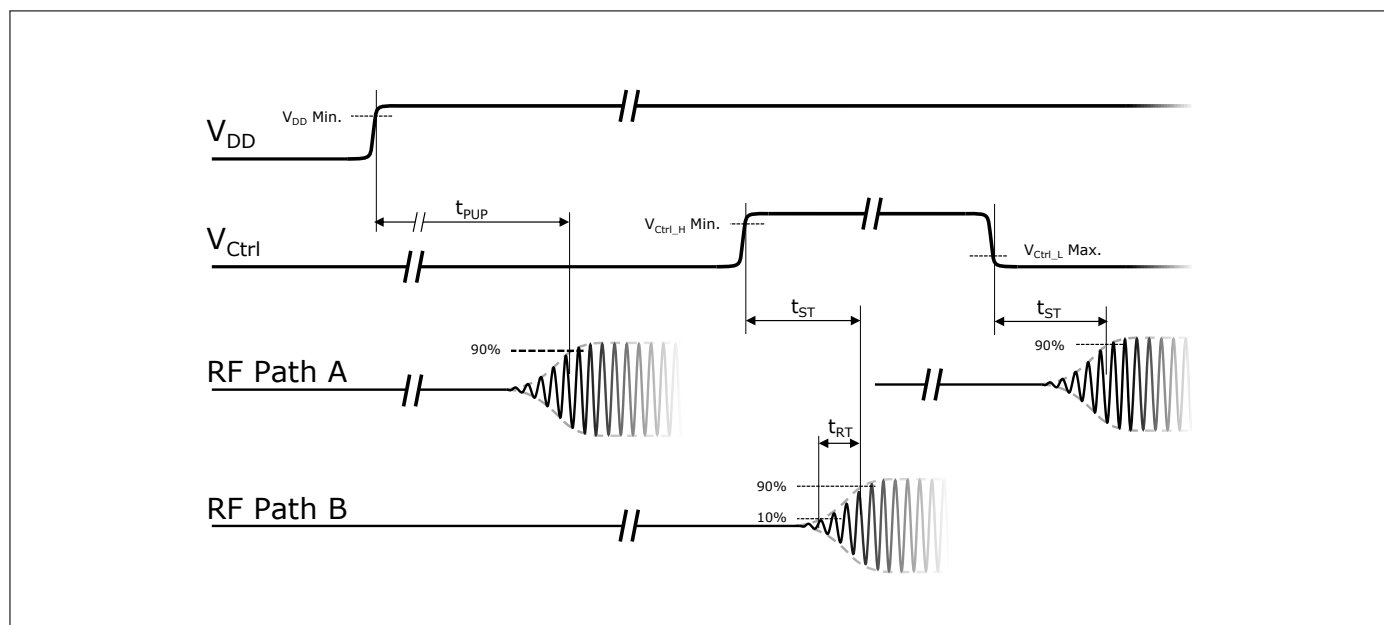 V_DD Min.
V_DD
t_PUP
V_Ctrl_H Min.
V_Ctrl
V_Ctrl_L Max.
t_ST
t_ST
90%
90%
RF Path A
t_RT
90%
RF Path B
10%